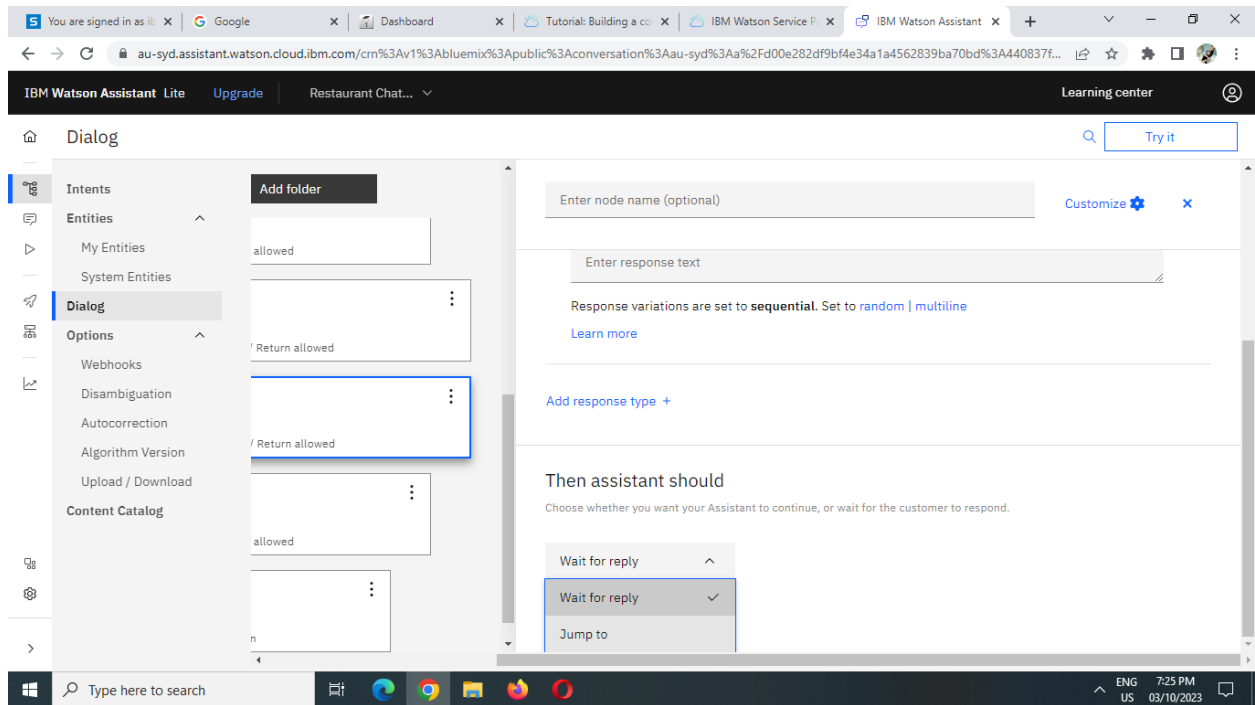 You are signed in as ib
Google
Dashboard
Tutorial: Building a co
IBM Watson Service P
IBM Watson Assistant
au-syd.assistant.watson.cloud.ibm.com/crn%3Av1%3Abluemix%3Apublic%3Aconversation%3Aau-syd%3Aa%2Fd00e282df9bf4e34a1a4562839ba70bd%3A440837f...
IBM Watson Assistant Lite
Upgrade
Restaurant Chat...
Learning center
Dialog
Try it
Intents
Entities
My Entities
System Entities
Dialog
Options
Webhooks
Disambiguation
Autocorrection
Algorithm Version
Upload / Download
Content Catalog
Add folder
allowed
/ Return allowed
/ Return allowed
allowed
n
Enter node name (optional)
Customize
Enter response text
Response variations are set to sequential. Set to random | multiline
Learn more
Add response type +
Then assistant should
Choose whether you want your Assistant to continue, or wait for the customer to respond.
Wait for reply
Wait for reply
Jump to
Type here to search
ENG
US
7:25 PM
03/10/2023